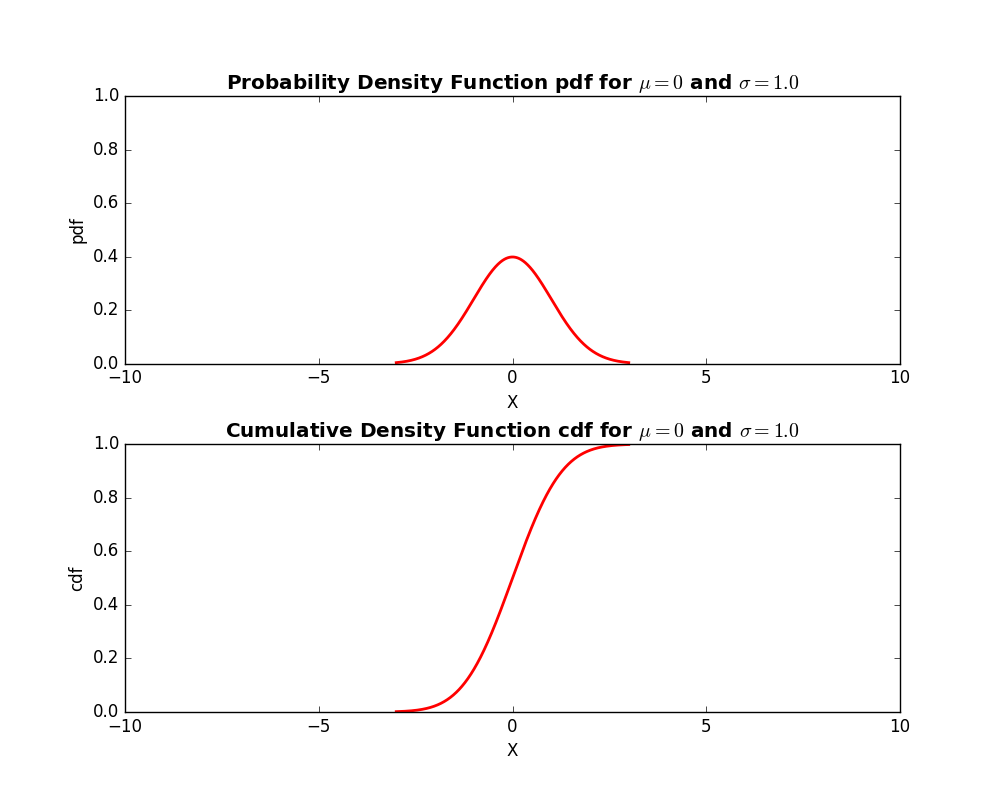 Probability Density Function pdf for μ = 0 and σ = 1.0
1.0
0.8
0.6
0.4
0.2
0.0
pdf
−10 −5 0 5 10
X
Cumulative Density Function cdf for μ = 0 and σ = 1.0
1.0
0.8
0.6
0.4
0.2
0.0
cdf
−10 −5 0 5 10
X